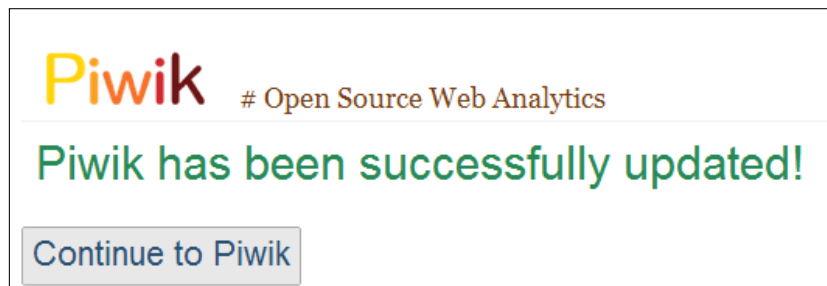 Piwik # Open Source Web Analytics
Piwik has been successfully updated!
Continue to Piwik